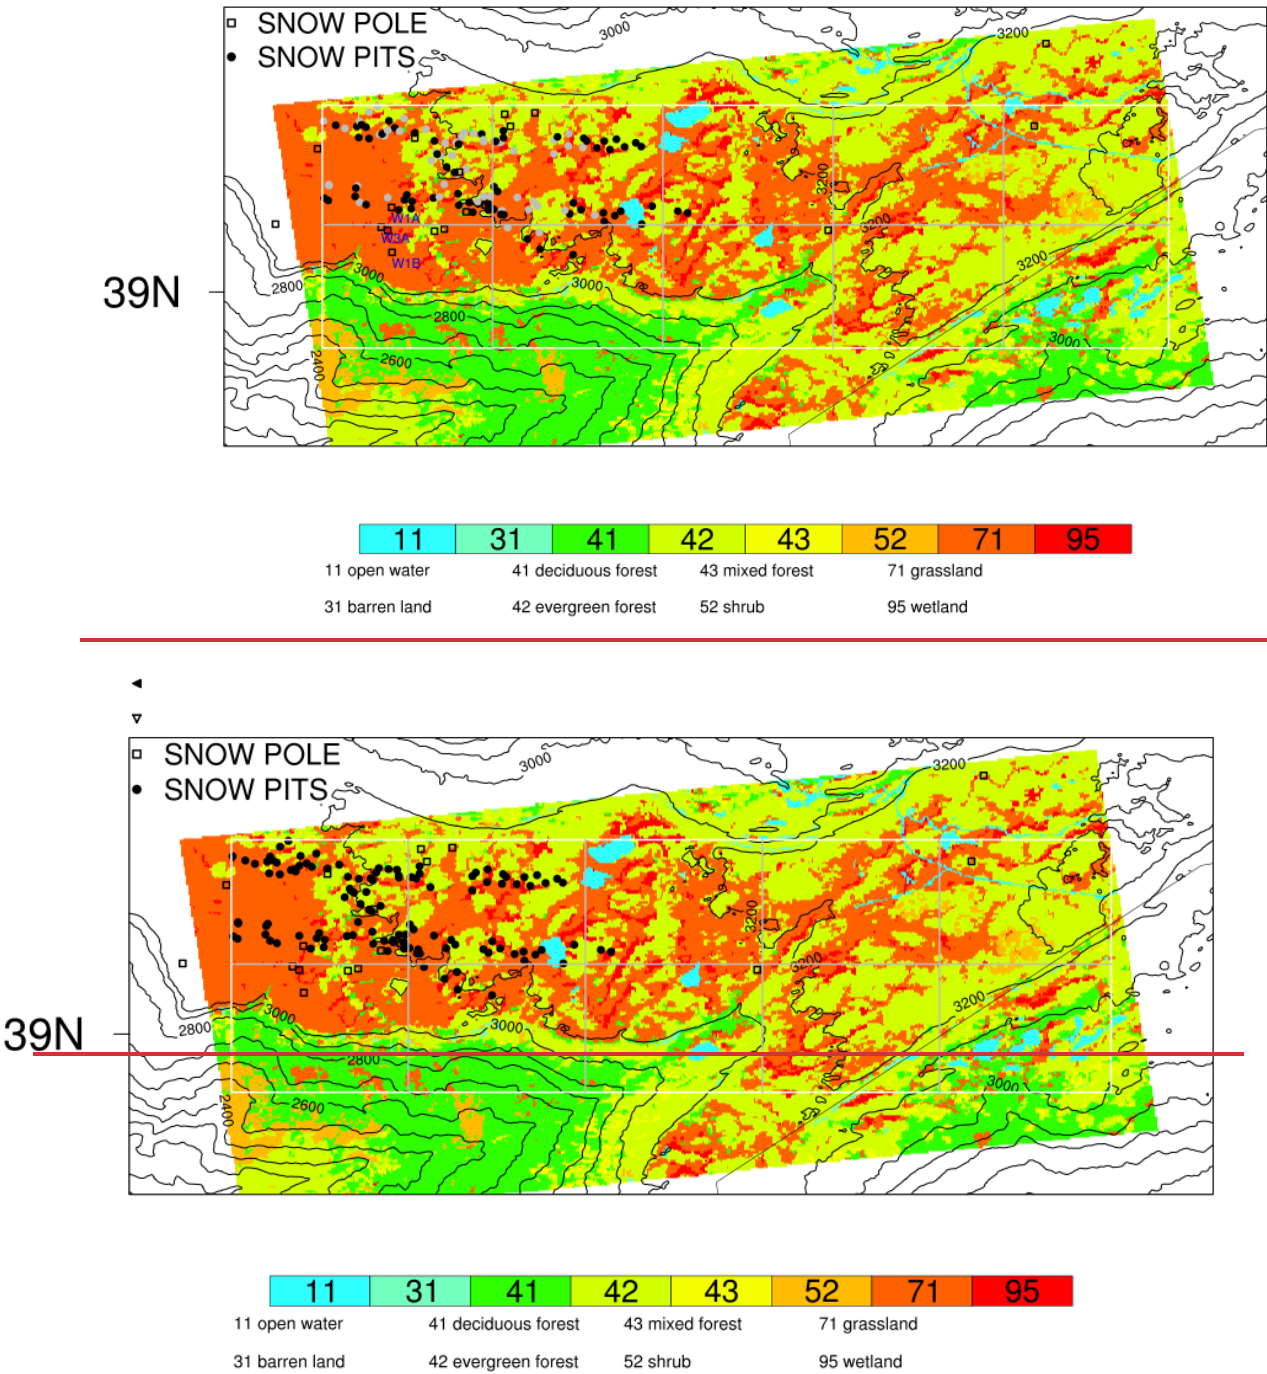 SNOW POLE
SNOW PITS
3000
3200
3200
3200
W1A
W3A
W1B
3200
39N
2800
3000
3000
2800
3000
2600
2400
11 31 41 42 43 52 71 95
11 open water 41 deciduous forest 43 mixed forest 71 grassland
31 barren land 42 evergreen forest 52 shrub 95 wetland
SNOW POLE
SNOW PITS
3000
3200
3200
3200
3200
39N
2800
3000
3000
2800
3000
2600
2400
11 31 41 42 43 52 71 95
11 open water 41 deciduous forest 43 mixed forest 71 grassland
31 barren land 42 evergreen forest 52 shrub 95 wetland